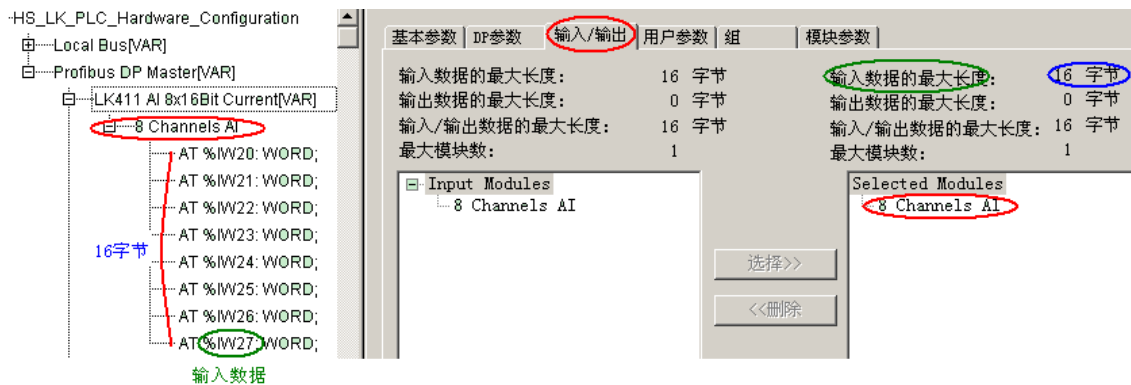 HS_LK_PLC_Hardware_Configuration
Local Bus[VAR]
Profibus DP Master[VAR]
LK411 AI 8x16Bit Current[VAR]
8 Channels AI
AT %IW20: WORD;
AT %IW21: WORD;
AT %IW22: WORD;
AT %IW23: WORD;
16字节
AT %IW24: WORD;
AT %IW25: WORD;
AT %IW26: WORD;
AT %IW27: WORD;
输入数据
基本参数 DP参数 输入/输出 用户参数 组 模块参数
输入数据的最大长度: 16 字节
输出数据的最大长度: 0 字节
输入/输出数据的最大长度: 16 字节
最大模块数: 1
Input Modules
8 Channels AI
选择>>
<<删除
输入数据的最大长度: 16 字节
输出数据的最大长度: 0 字节
输入/输出数据的最大长度: 16 字节
最大模块数: 1
Selected Modules
8 Channels AI